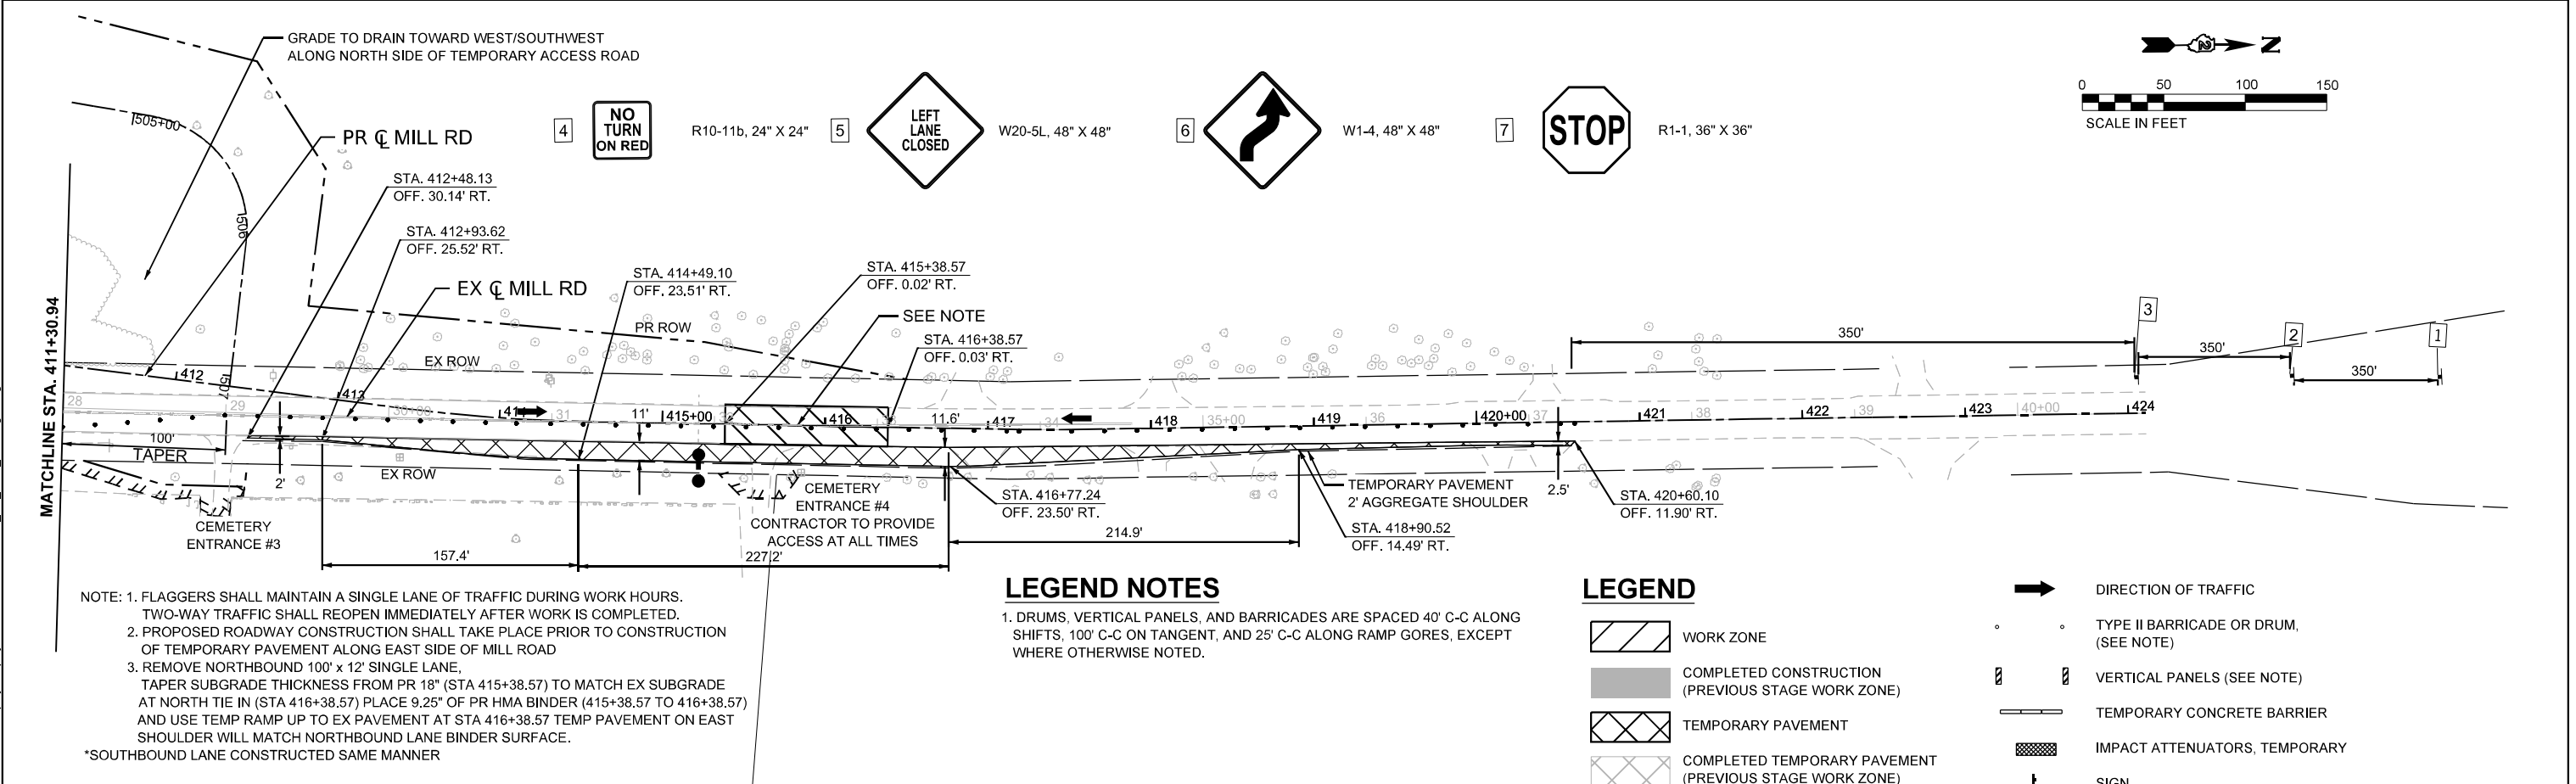 GRADE TO DRAIN TOWARD WEST/SOUTHWEST
ALONG NORTH SIDE OF TEMPORARY ACCESS ROAD
N
0 50 100 150
SCALE IN FEET
4
NO
TURN
ON RED
R10-11b, 24" X 24"
5
LEFT
LANE
CLOSED
W20-5L, 48" X 48"
6
W1-4, 48" X 48"
7
STOP
R1-1, 36" X 36"
1505+00
1506
1507
PR ℄ MILL RD
STA. 412+48.13
OFF. 30.14' RT.
STA. 412+93.62
OFF. 25.52' RT.
EX ℄ MILL RD
STA. 414+49.10
OFF. 23.51' RT.
STA. 415+38.57
OFF. 0.02' RT.
SEE NOTE
STA. 416+38.57
OFF. 0.03' RT.
PR ROW
EX ROW
MATCHLINE STA. 411+30.94
3
2
1
350'
350'
350'
412
413
415+00
416
417
418
419
420+00
421
422
423
424
28
29
30+00
31
34
35+00
36
37
38
39
40+00
11'
11.6'
100'
TAPER
2'
EX ROW
2.5'
CEMETERY
ENTRANCE #3
CEMETERY
ENTRANCE #4
CONTRACTOR TO PROVIDE
ACCESS AT ALL TIMES
STA. 416+77.24
OFF. 23.50' RT.
TEMPORARY PAVEMENT
2' AGGREGATE SHOULDER
STA. 418+90.52
OFF. 14.49' RT.
STA. 420+60.10
OFF. 11.90' RT.
157.4'
227.2'
214.9'
NOTE: 1. FLAGGERS SHALL MAINTAIN A SINGLE LANE OF TRAFFIC DURING WORK HOURS.
TWO-WAY TRAFFIC SHALL REOPEN IMMEDIATELY AFTER WORK IS COMPLETED.
2. PROPOSED ROADWAY CONSTRUCTION SHALL TAKE PLACE PRIOR TO CONSTRUCTION
OF TEMPORARY PAVEMENT ALONG EAST SIDE OF MILL ROAD
3. REMOVE NORTHBOUND 100' x 12' SINGLE LANE,
TAPER SUBGRADE THICKNESS FROM PR 18" (STA 415+38.57) TO MATCH EX SUBGRADE
AT NORTH TIE IN (STA 416+38.57) PLACE 9.25" OF PR HMA BINDER (415+38.57 TO 416+38.57)
AND USE TEMP RAMP UP TO EX PAVEMENT AT STA 416+38.57 TEMP PAVEMENT ON EAST
SHOULDER WILL MATCH NORTHBOUND LANE BINDER SURFACE.
*SOUTHBOUND LANE CONSTRUCTED SAME MANNER
LEGEND NOTES
1. DRUMS, VERTICAL PANELS, AND BARRICADES ARE SPACED 40' C-C ALONG
SHIFTS, 100' C-C ON TANGENT, AND 25' C-C ALONG RAMP GORES, EXCEPT
WHERE OTHERWISE NOTED.
LEGEND
WORK ZONE
COMPLETED CONSTRUCTION
(PREVIOUS STAGE WORK ZONE)
TEMPORARY PAVEMENT
COMPLETED TEMPORARY PAVEMENT
(PREVIOUS STAGE WORK ZONE)
DIRECTION OF TRAFFIC
TYPE II BARRICADE OR DRUM,
(SEE NOTE)
VERTICAL PANELS (SEE NOTE)
TEMPORARY CONCRETE BARRIER
IMPACT ATTENUATORS, TEMPORARY
SIGN